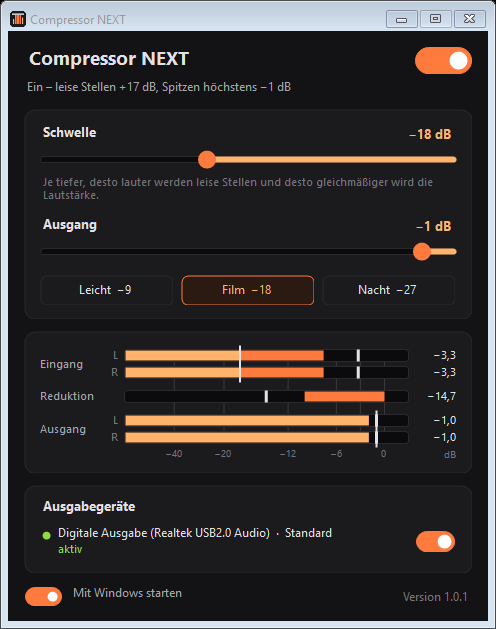 Compressor NEXT
Compressor NEXT
Ein – leise Stellen +17 dB, Spitzen höchstens −1 dB
Schwelle −18 dB
Je tiefer, desto lauter werden leise Stellen und desto gleichmäßiger wird die
Lautstärke.
Ausgang −1 dB
Leicht −9 Film −18 Nacht −27
Eingang L −3,3
R −3,3
Reduktion −14,7
Ausgang L −1,0
R −1,0
−40 −20 −12 −6 0 dB
Ausgabegeräte
Digitale Ausgabe (Realtek USB2.0 Audio) · Standard
aktiv
Mit Windows starten Version 1.0.1